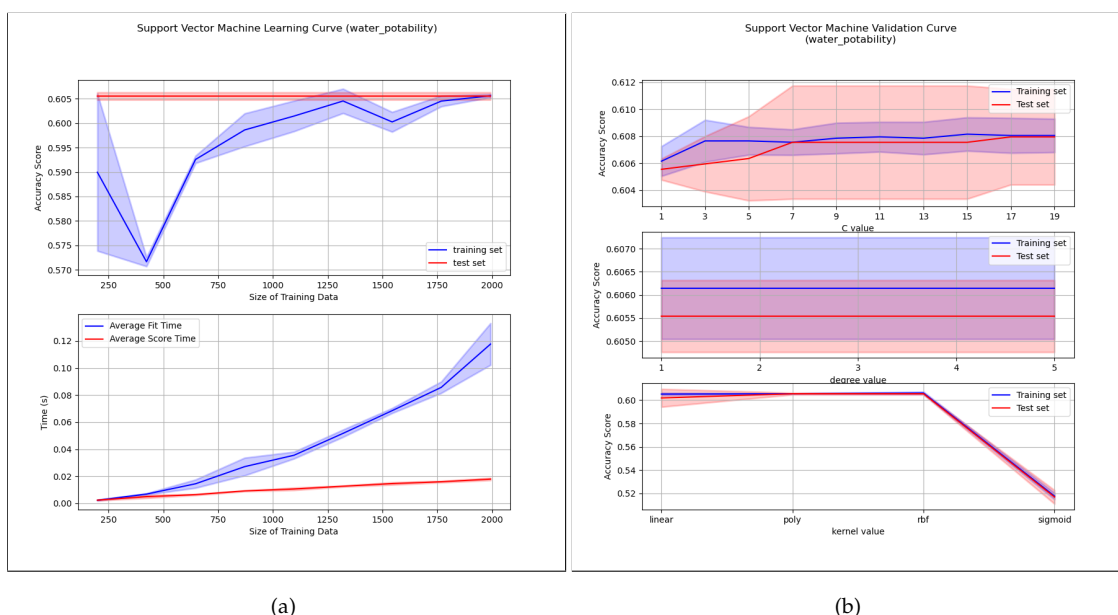 Support Vector Machine Learning Curve (water_potability)
0.605
0.600
0.595
0.590
0.585
0.580
0.575
0.570
Accuracy Score
training set
test set
250 500 750 1000 1250 1500 1750 2000
Size of Training Data
Average Fit Time
Average Score Time
0.12
0.10
0.08
0.06
0.04
0.02
0.00
Time (s)
250 500 750 1000 1250 1500 1750 2000
Size of Training Data
(a)
Support Vector Machine Validation Curve
(water_potability)
0.612
0.610
0.608
0.606
0.604
Accuracy Score
Training set
Test set
1 3 5 7 9 11 13 15 17 19
C value
0.6070
0.6065
0.6060
0.6055
0.6050
Accuracy Score
Training set
Test set
1 2 3 4 5
degree value
0.60
0.58
0.56
0.54
0.52
Accuracy Score
Training set
Test set
linear poly rbf sigmoid
kernel value
(b)